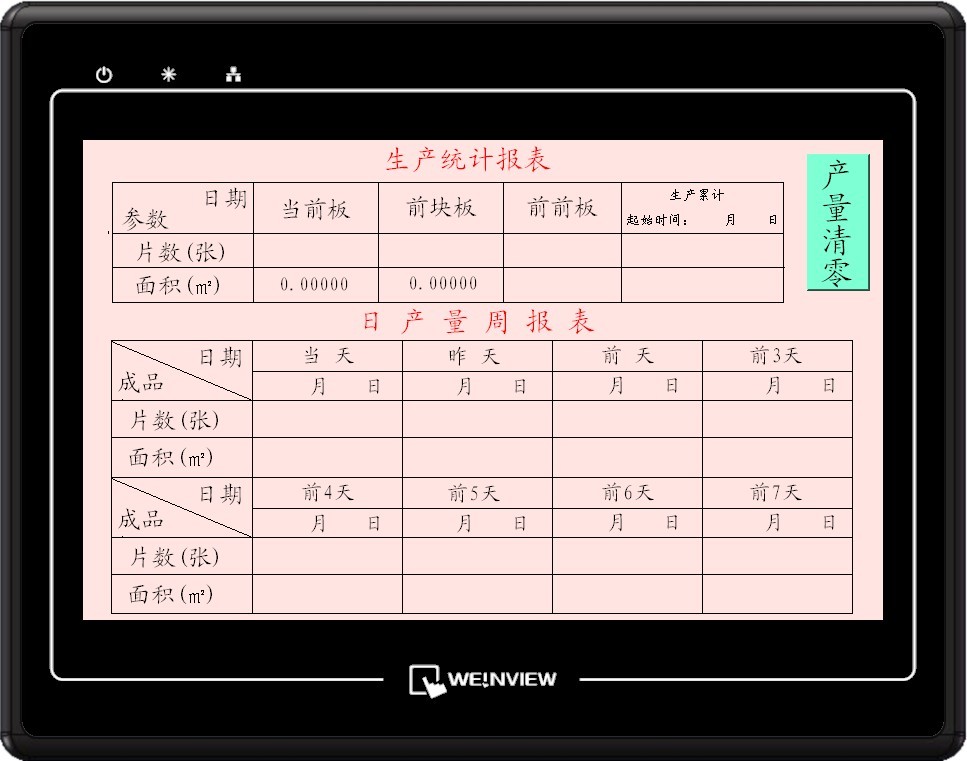 生产统计报表
产量清零
日期 当前板 前块板 前前板 生产累计
参数 起始时间: 月 日
片数(张)
面积(㎡) 0.00000 0.00000
日产量周报表
日期 当天 昨天 前天 前3天
成品 月 日 月 日 月 日 月 日
片数(张)
面积(㎡)
日期 前4天 前5天 前6天 前7天
成品 月 日 月 日 月 日 月 日
片数(张)
面积(㎡)
WE!NVIEW